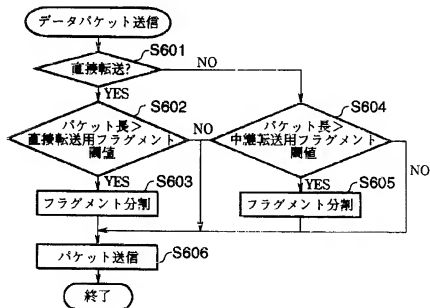 データパケット送信
S601
直接転送?
NO
YES
S602
パケット長>
直接転送用フラグメント
閾値
NO
S604
パケット長>
中継転送用フラグメント
閾値
NO
YES
S603
フラグメント分割
YES
S605
フラグメント分割
S606
パケット送信
終了